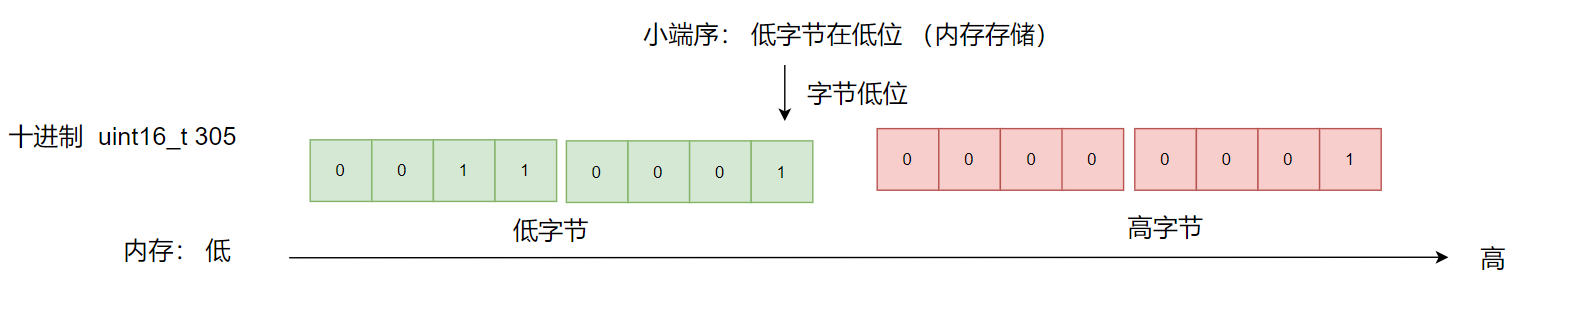 小端序： 低字节在低位 （内存存储）
字节低位
十进制 uint16_t 305
0 0 1 1 0 0 0 1 0 0 0 0 0 0 0 1
低字节 高字节
内存： 低 高